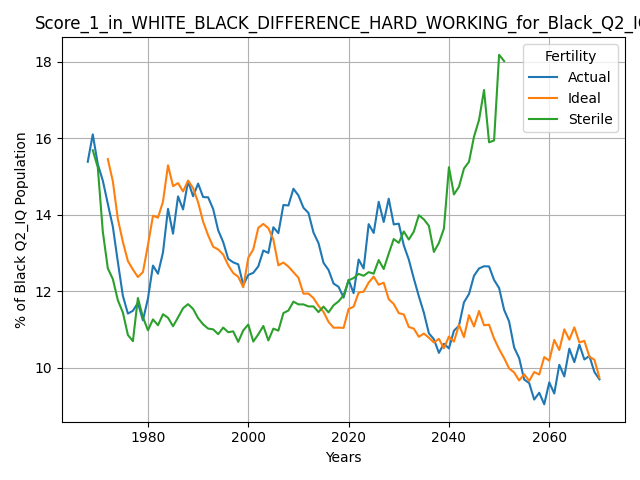 Score_1_in_WHITE_BLACK_DIFFERENCE_HARD_WORKING_for_Black_Q2_IQ
Fertility
Actual
Ideal
Sterile
% of Black Q2_IQ Population
18
16
14
12
10
1980
2000
2020
2040
2060
Years